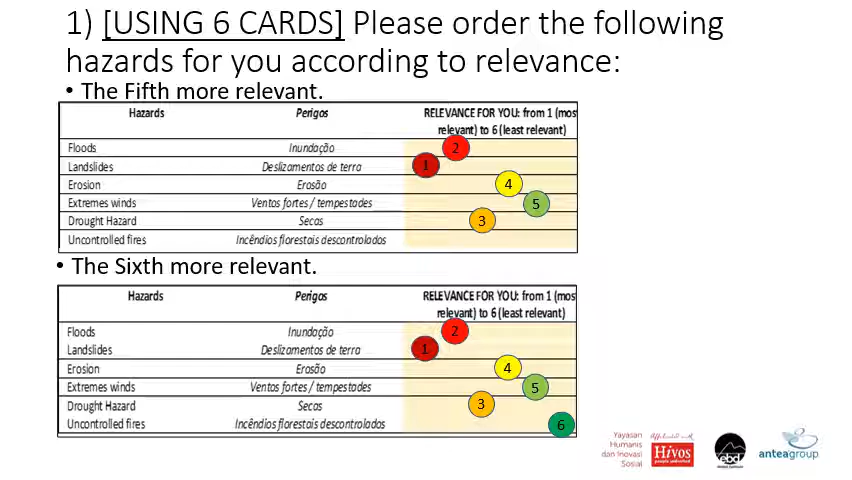 1) [USING 6 CARDS] Please order the following
hazards for you according to relevance:
• The Fifth more relevant.
Hazards Perigos RELEVANCE FOR YOU: from 1 (mos
relevant) to 6 (least relevant)
Floods Inundação 2
Landslides Deslizamentos de terra 1
Erosion Erosão 4
Extremes winds Ventos fortes / tempestades 5
Drought Hazard Secas 3
Uncontrolled fires Incêndios florestais descontrolados
• The Sixth more relevant.
Hazards Perigos RELEVANCE FOR YOU: from 1 (mos
relevant) to 6 (least relevant)
Floods Inundação 2
Landslides Deslizamentos de terra 1
Erosion Erosão 4
Extremes winds Ventos fortes / tempestades 5
Drought Hazard Secas 3
Uncontrolled fires Incêndios florestais descontrolados 6
Yayasan
Humanis
dan Inovasi
Sosial
Hivos
people unlimited
ebd
anteagroup